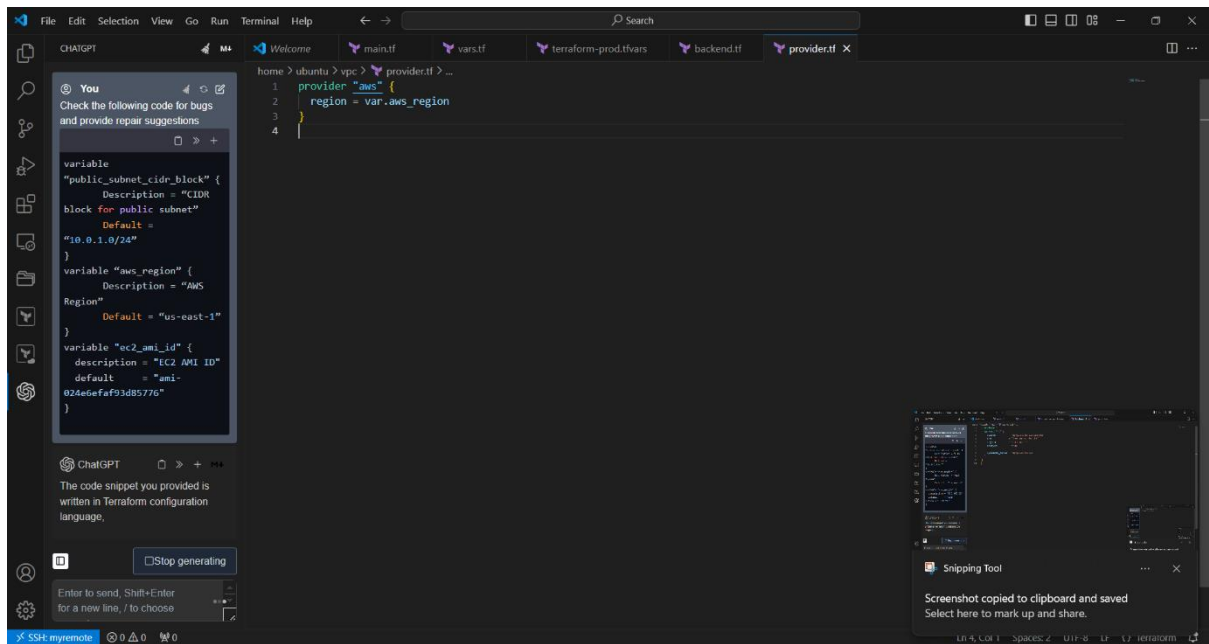 File Edit Selection View Go Run Terminal Help
Search
CHATGPT
M↓
Welcome
main.tf
vars.tf
terraform-prod.tfvars
backend.tf
provider.tf
home > ubuntu > vpc > provider.tf > ...
1 provider "aws" {
2 region = var.aws_region
3 }
4
You
Check the following code for bugs
and provide repair suggestions
variable
“public_subnet_cidr_block” {
Description = “CIDR
block for public subnet”
Default =
“10.0.1.0/24”
}
variable “aws_region” {
Description = “AWS
Region”
Default = “us-east-1”
}
variable "ec2_ami_id" {
description = "EC2 AMI ID"
default = "ami-
024e6efaf93d85776"
}
ChatGPT
M↓
The code snippet you provided is
written in Terraform configuration
language,
Stop generating
Enter to send, Shift+Enter
for a new line, / to choose
Snipping Tool
Screenshot copied to clipboard and saved
Select here to mark up and share.
SSH: myremote
0 0
0
Ln 4, Col 1 Spaces: 2 UTF-8 LF {} Terraform